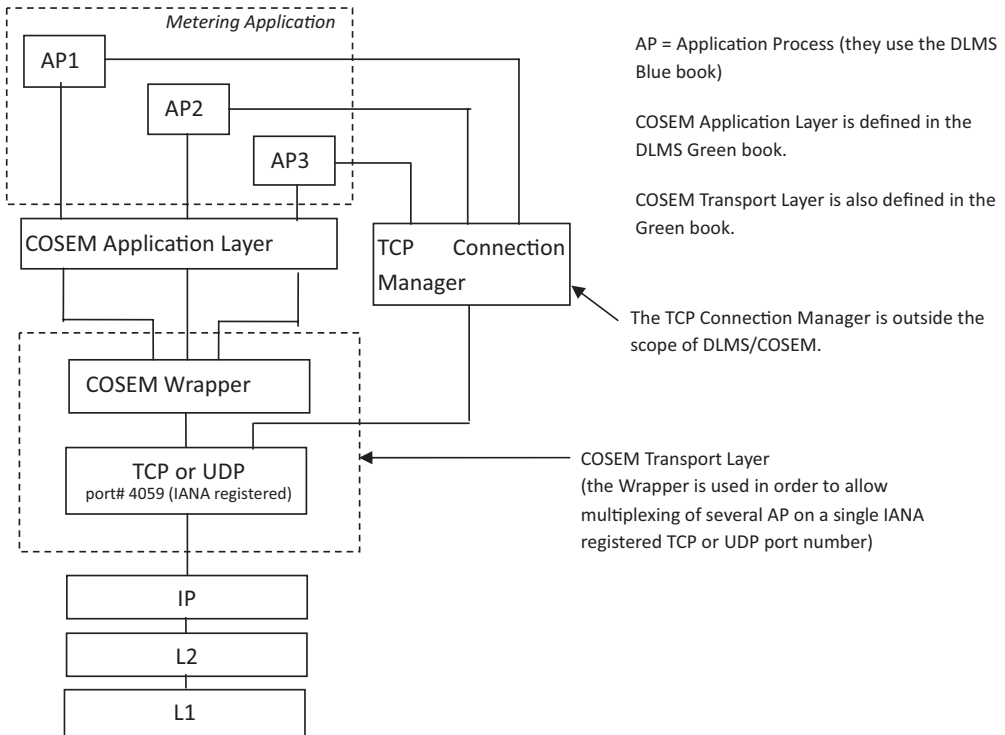 Metering Application
AP1
AP2
AP3
COSEM Application Layer
TCP Connection
Manager
COSEM Wrapper
TCP or UDP
port# 4059 (IANA registered)
IP
L2
L1
AP = Application Process (they use the DLMS
Blue book)
COSEM Application Layer is defined in the
DLMS Green book.
COSEM Transport Layer is also defined in the
Green book.
The TCP Connection Manager is outside the
scope of DLMS/COSEM.
COSEM Transport Layer
(the Wrapper is used in order to allow
multiplexing of several AP on a single IANA
registered TCP or UDP port number)